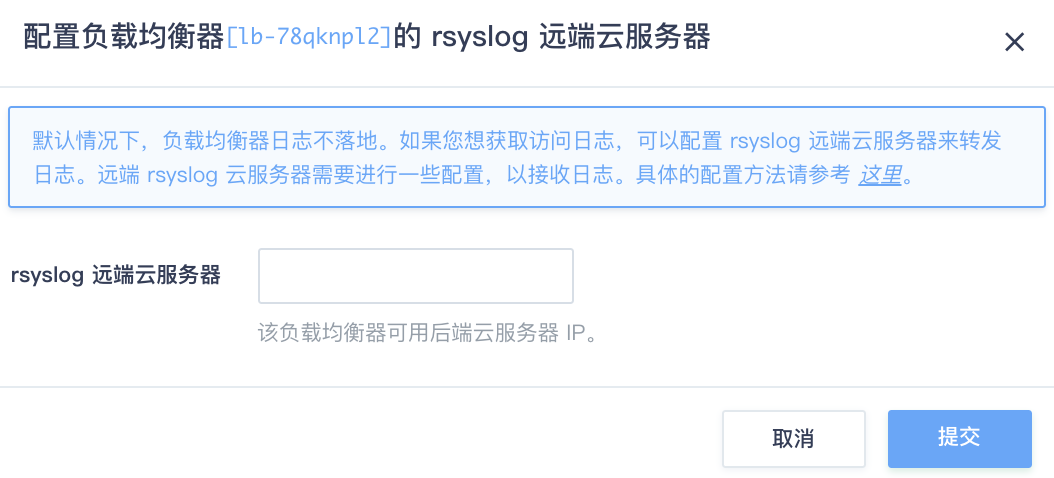 配置负载均衡器[lb-78qknpl2]的 rsyslog 远端云服务器
默认情况下，负载均衡器日志不落地。如果您想获取访问日志，可以配置 rsyslog 远端云服务器来转发
日志。远端 rsyslog 云服务器需要进行一些配置，以接收日志。具体的配置方法请参考 这里。
rsyslog 远端云服务器
该负载均衡器可用后端云服务器 IP。
取消
提交